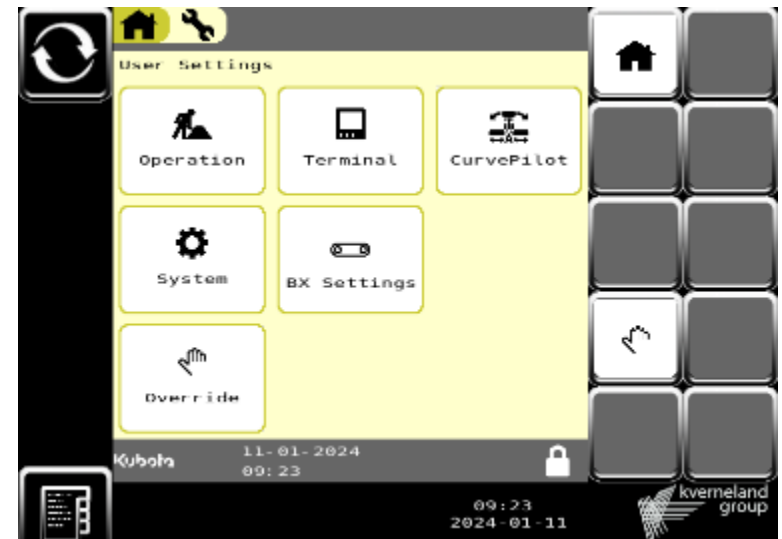 User Settings
Operation
Terminal
CurvePilot
System
BX Settings
Override
Kubota
11-01-2024
09:23
09:23
2024-01-11
kverneland
group